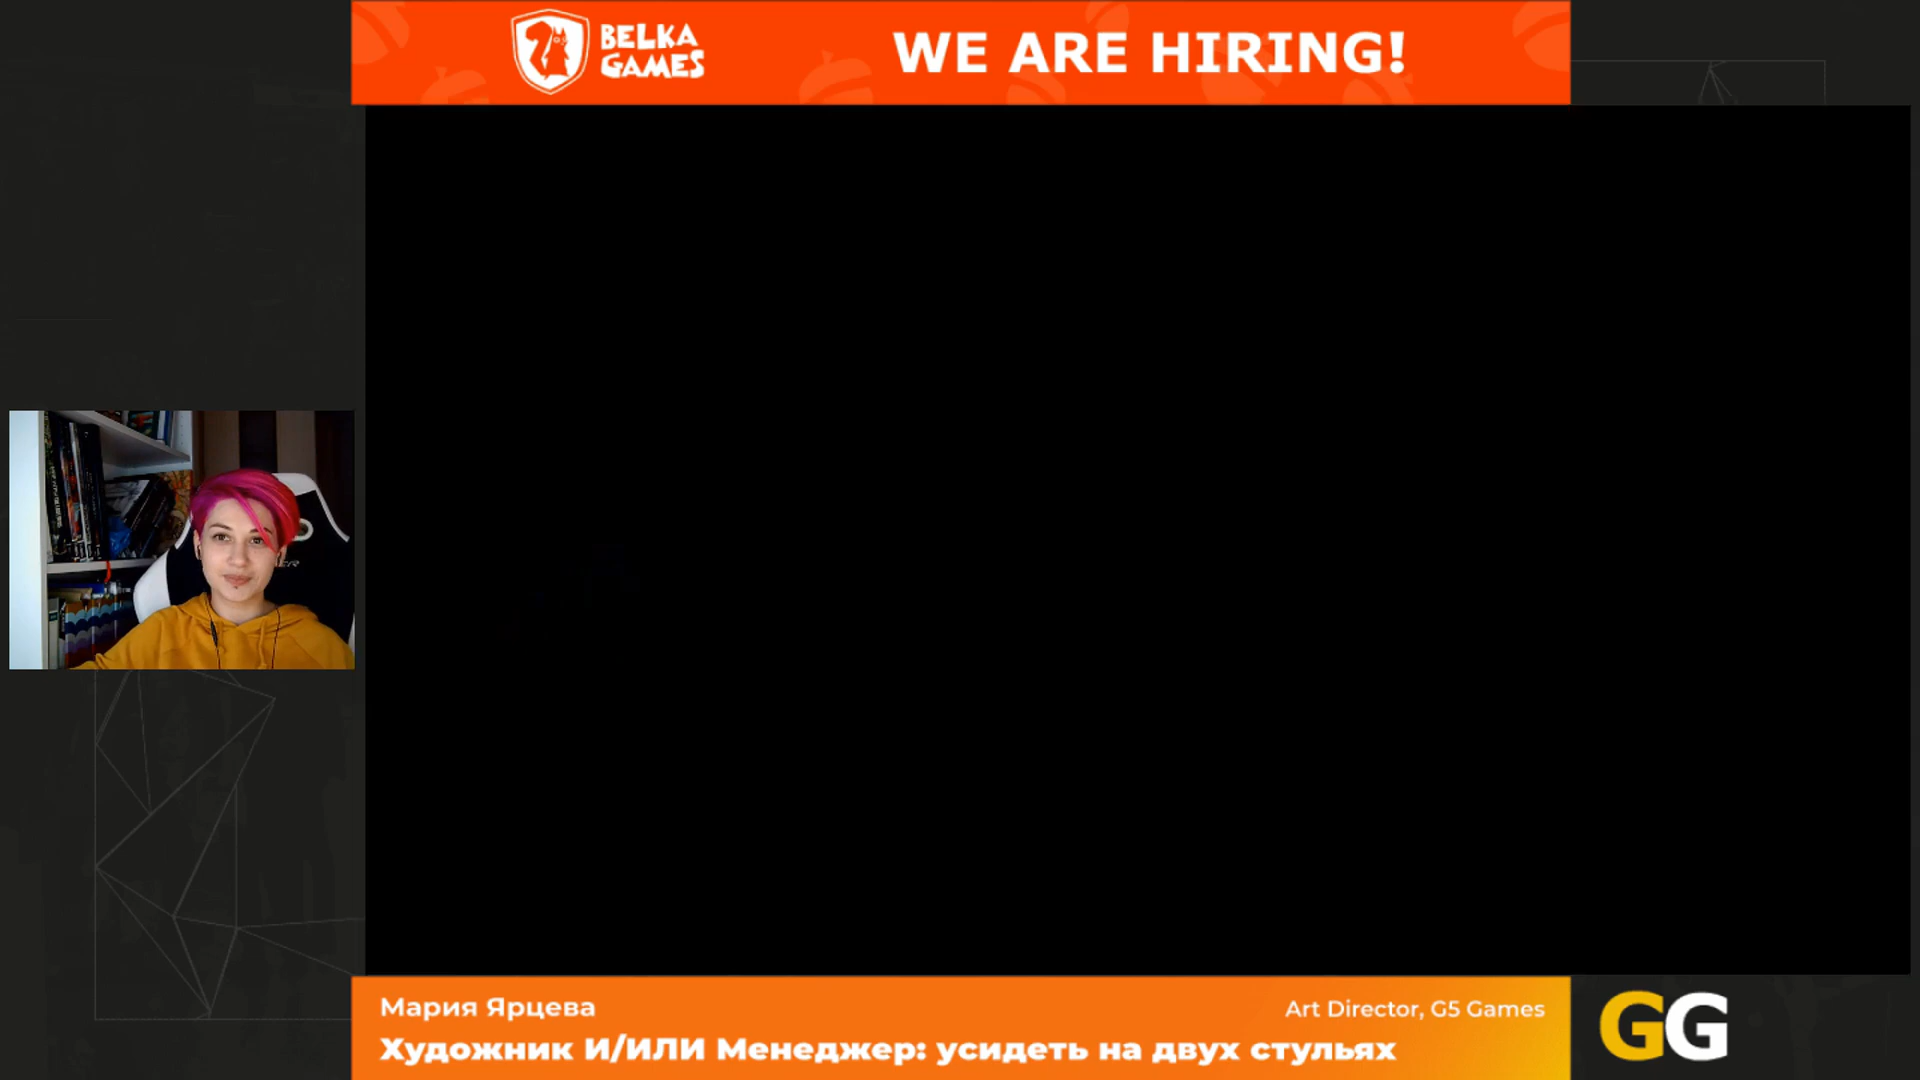 BELKA
GAMES
WE ARE HIRING!
Мария Ярцева
Art Director, G5 Games
Художник И/ИЛИ Менеджер: усидеть на двух стульях
GG